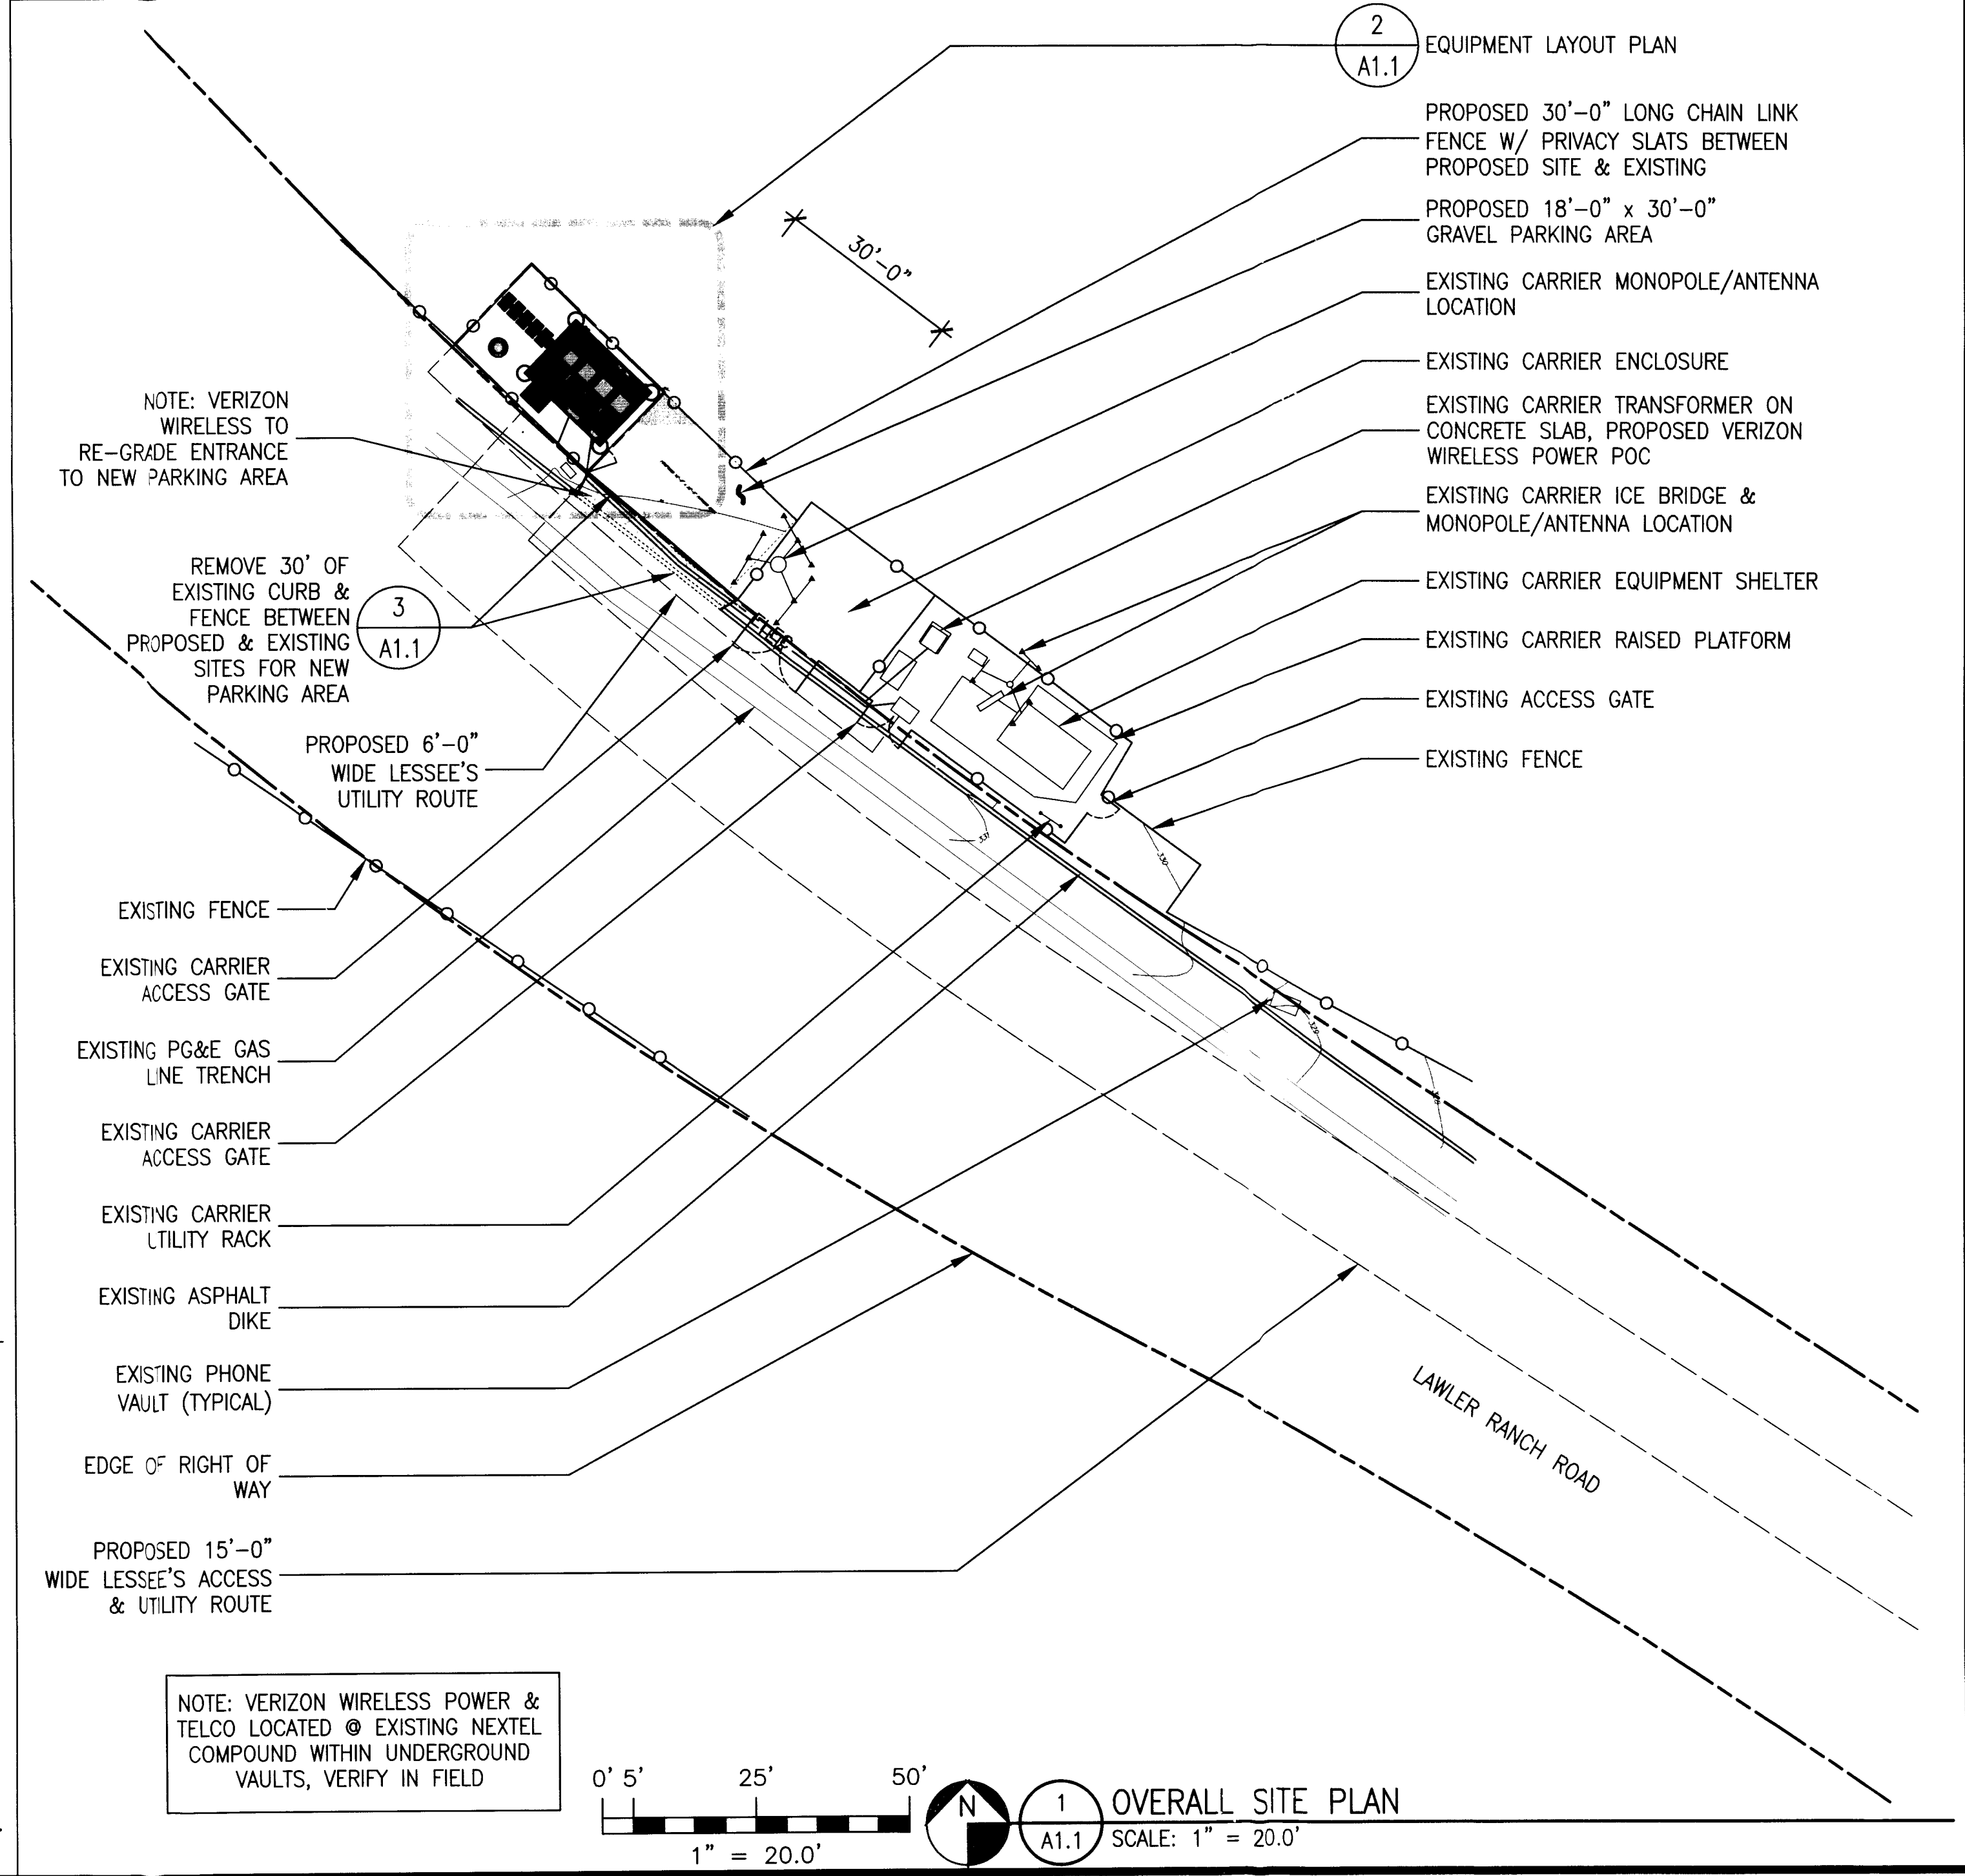 2
A1.1
EQUIPMENT LAYOUT PLAN
PROPOSED 30'-0" LONG CHAIN LINK
FENCE W/ PRIVACY SLATS BETWEEN
PROPOSED SITE & EXISTING
PROPOSED 18'-0" x 30'-0"
GRAVEL PARKING AREA
EXISTING CARRIER MONOPOLE/ANTENNA
LOCATION
EXISTING CARRIER ENCLOSURE
EXISTING CARRIER TRANSFORMER ON
CONCRETE SLAB, PROPOSED VERIZON
WIRELESS POWER POC
EXISTING CARRIER ICE BRIDGE &
MONOPOLE/ANTENNA LOCATION
EXISTING CARRIER EQUIPMENT SHELTER
EXISTING CARRIER RAISED PLATFORM
EXISTING ACCESS GATE
EXISTING FENCE
30'-0"
NOTE: VERIZON
WIRELESS TO
RE-GRADE ENTRANCE
TO NEW PARKING AREA
REMOVE 30' OF
EXISTING CURB &
FENCE BETWEEN
PROPOSED & EXISTING
SITES FOR NEW
PARKING AREA
3
A1.1
PROPOSED 6'-0"
WIDE LESSEE'S
UTILITY ROUTE
EXISTING FENCE
EXISTING CARRIER
ACCESS GATE
EXISTING PG&E GAS
LINE TRENCH
EXISTING CARRIER
ACCESS GATE
EXISTING CARRIER
UTILITY RACK
EXISTING ASPHALT
DIKE
EXISTING PHONE
VAULT (TYPICAL)
EDGE OF RIGHT OF
WAY
PROPOSED 15'-0"
WIDE LESSEE'S ACCESS
& UTILITY ROUTE
331
330
329
328
LAWLER RANCH ROAD
NOTE: VERIZON WIRELESS POWER &
TELCO LOCATED @ EXISTING NEXTEL
COMPOUND WITHIN UNDERGROUND
VAULTS, VERIFY IN FIELD
0' 5' 25' 50'
1" = 20.0'
N
1
A1.1
OVERALL SITE PLAN
SCALE: 1" = 20.0'